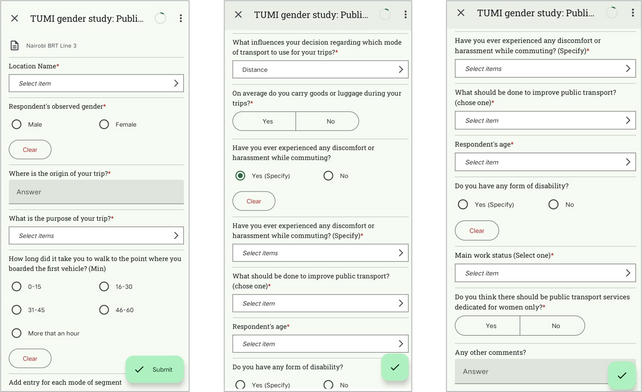 TUMI gender study: Publi...
Nairobi BRT Line 3
Location Name*
Select item
Respondent's observed gender*
Male
Female
Clear
Where is the origin of your trip?*
Answer
What is the purpose of your trip?*
Select items
How long did it take you to walk to the point where you
boarded the first vehicle? (Min)
0-15
16-30
31-45
46-60
More that an hour
Clear
Submit
Add entry for each mode of segment
TUMI gender study: Publi...
What influences your decision regarding which mode
of transport to use for your trips?*
Distance
On average do you carry goods or luggage during your
trips?*
Yes
No
Have you ever experienced any discomfort or
harassment while commuting?*
Yes (Specify)
No
Clear
Have you ever experienced any discomfort or
harassment while commuting? (Specify)*
Select items
What should be done to improve public transport?
(chose one)*
Select item
Respondent's age*
Select item
Do you have any form of disability?
Yes (Specify)
No
TUMI gender study: Publi...
Have you ever experienced any discomfort or
harassment while commuting? (Specify)*
Select items
What should be done to improve public transport?
(chose one)*
Select item
Respondent's age*
Select item
Do you have any form of disability?
Yes (Specify)
No
Clear
Main work status (Select one)*
Select item
Do you think there should be public transport services
dedicated for women only?*
Yes
No
Any other comments?
Answer